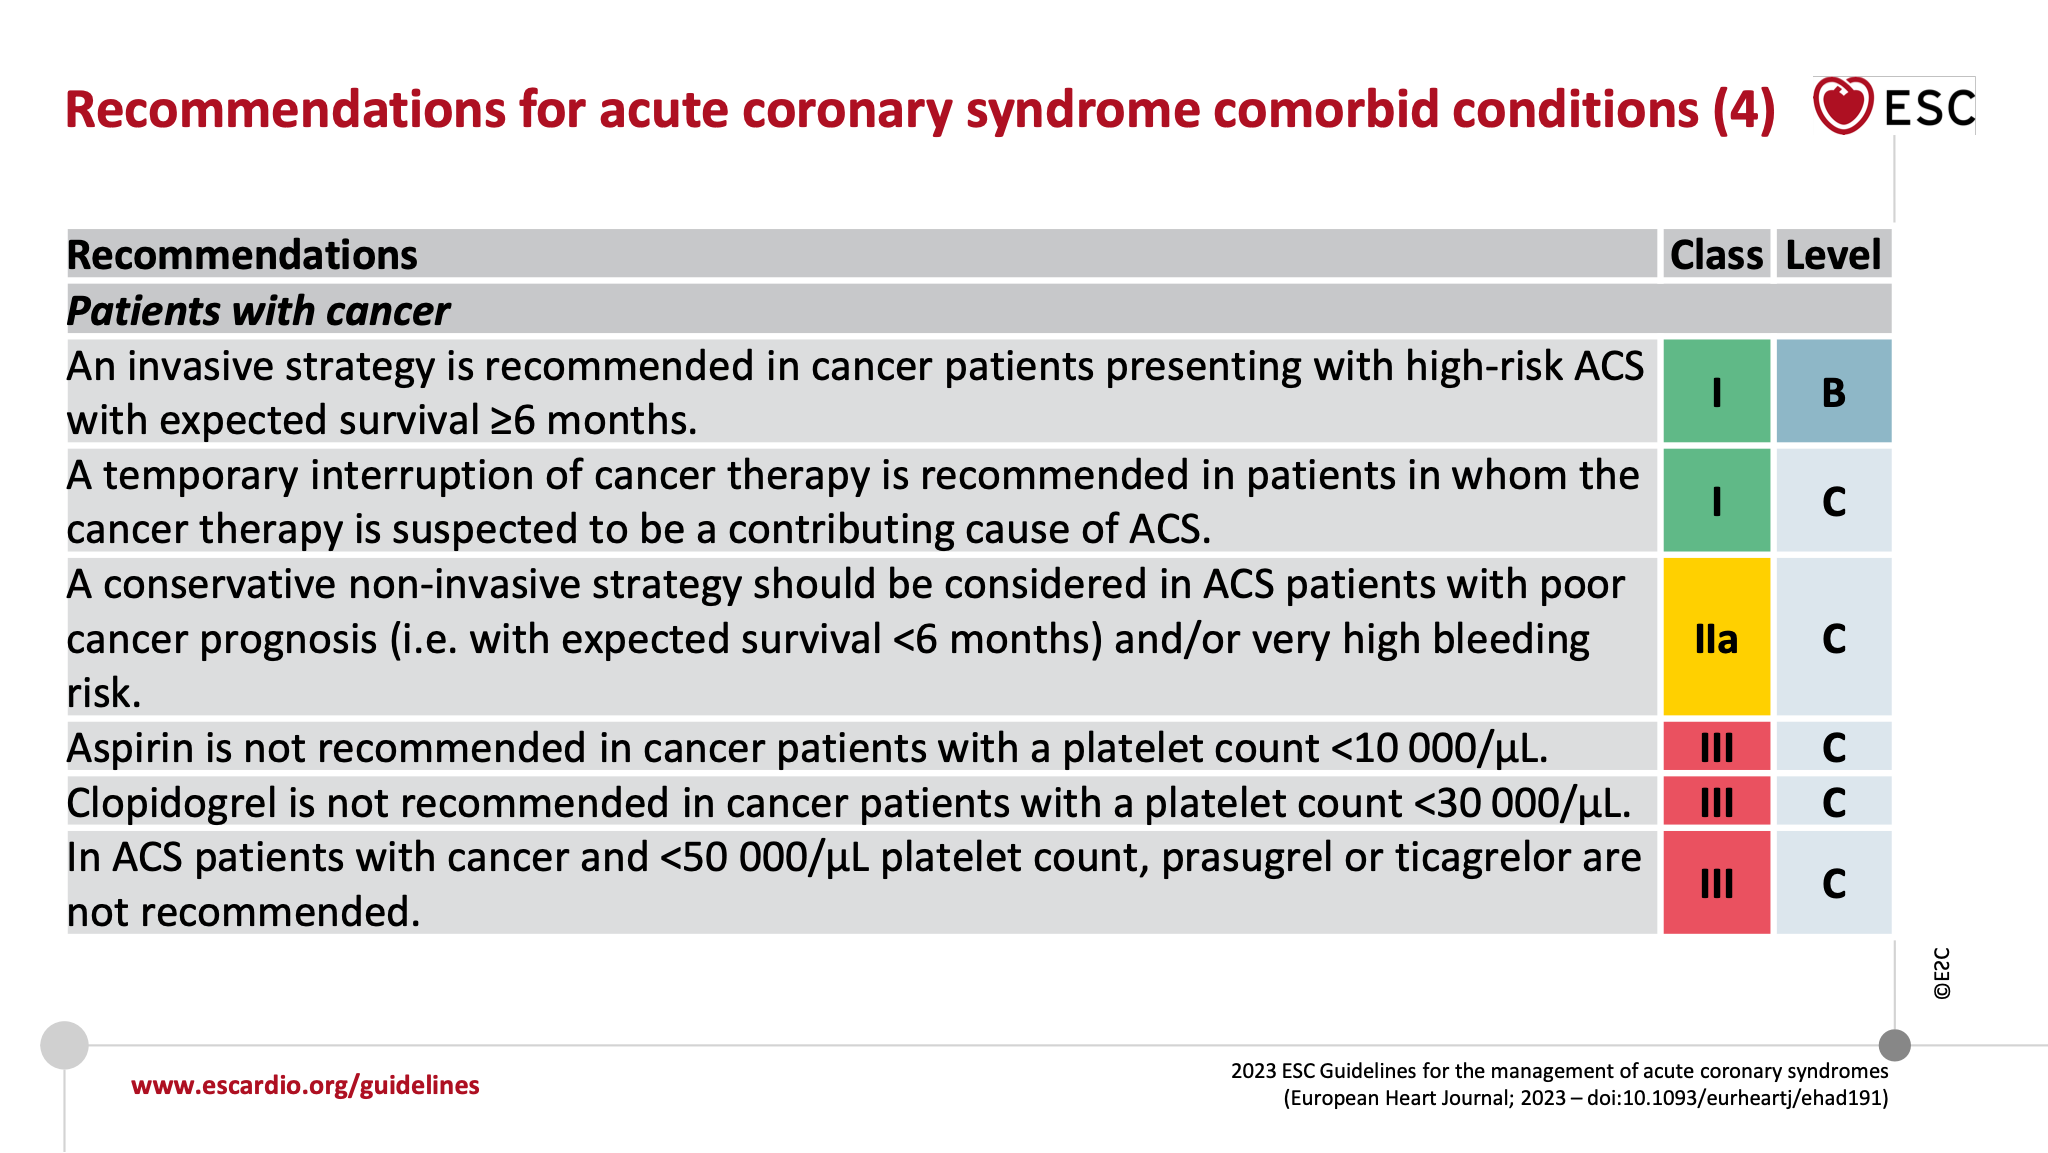 Recommendations for acute coronary syndrome comorbid conditions (4)
ESC
Recommendations Class Level
Patients with cancer
An invasive strategy is recommended in cancer patients presenting with high-risk ACS
with expected survival ≥6 months.
I B
A temporary interruption of cancer therapy is recommended in patients in whom the
cancer therapy is suspected to be a contributing cause of ACS.
I C
A conservative non-invasive strategy should be considered in ACS patients with poor
cancer prognosis (i.e. with expected survival <6 months) and/or very high bleeding
risk.
IIa C
Aspirin is not recommended in cancer patients with a platelet count <10 000/μL. III C
Clopidogrel is not recommended in cancer patients with a platelet count <30 000/μL. III C
In ACS patients with cancer and <50 000/μL platelet count, prasugrel or ticagrelor are
not recommended.
III C
©ESC
www.escardio.org/guidelines
2023 ESC Guidelines for the management of acute coronary syndromes
(European Heart Journal; 2023 – doi:10.1093/eurheartj/ehad191)